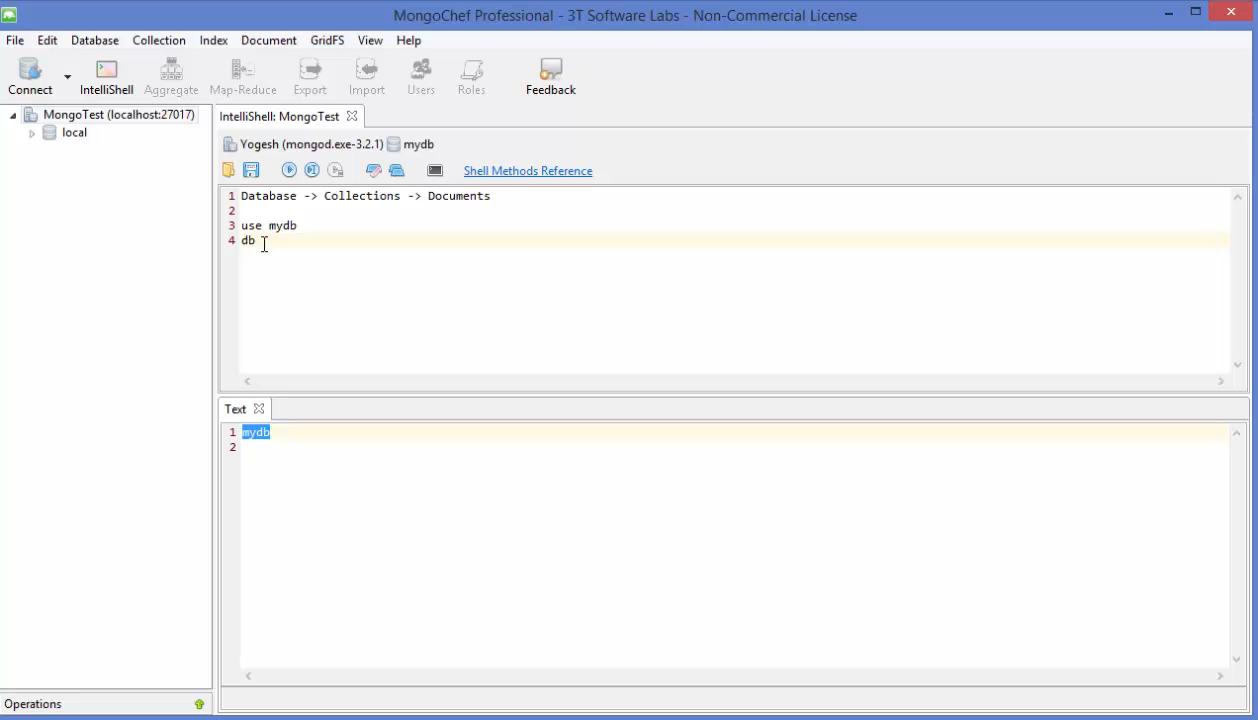 MongoChef Professional - 3T Software Labs - Non-Commercial License
File Edit Database Collection Index Document GridFS View Help
Connect IntelliShell Aggregate Map-Reduce Export Import Users Roles Feedback
MongoTest (localhost:27017)
local
IntelliShell: MongoTest
Yogesh (mongod.exe-3.2.1) mydb
Shell Methods Reference
1 Database -> Collections -> Documents
2
3 use mydb
4 db
Text
1 mydb
2
Operations